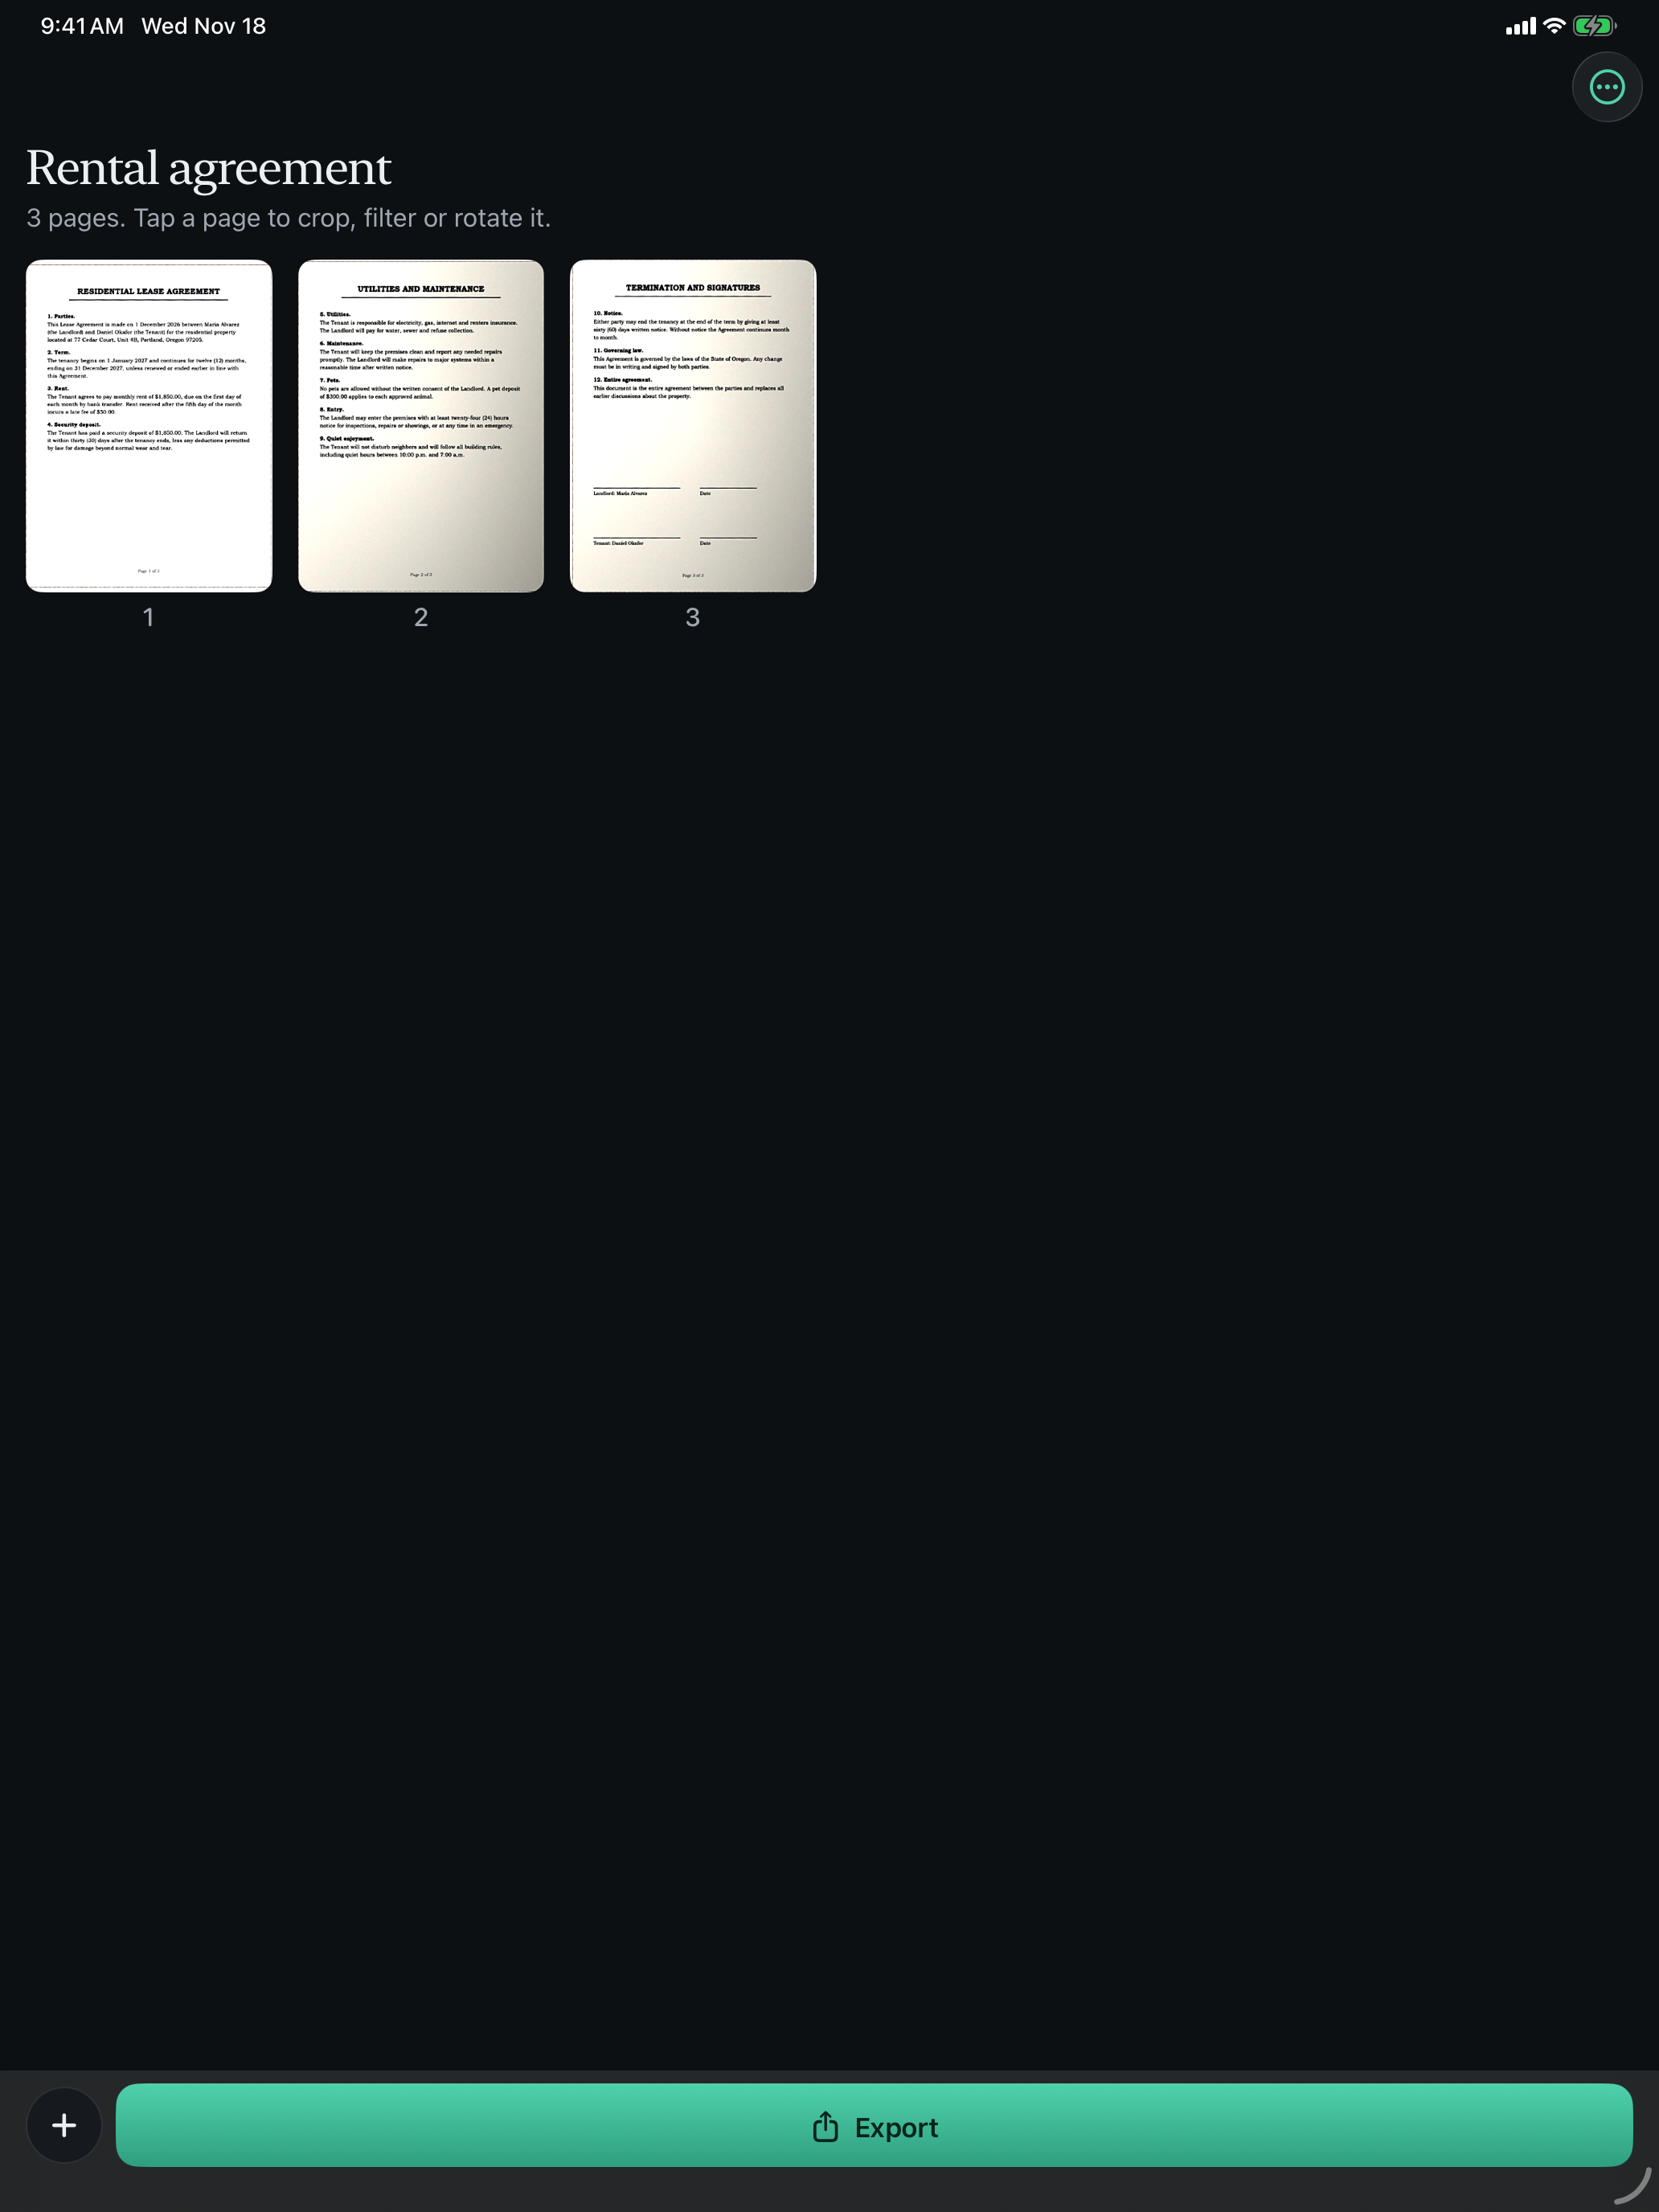 9:41 AM Wed Nov 18
Rental agreement
3 pages. Tap a page to crop, filter or rotate it.
RESIDENTIAL LEASE AGREEMENT
1. Parties.
This Lease Agreement is made on 1 December 2026 between Maria Alvarez
(the Landlord) and Daniel Okafor (the Tenant) for the residential property
located at 77 Cedar Court, Unit 4B, Portland, Oregon 97205.
2. Term.
The tenancy begins on 1 January 2027 and continues for twelve (12) months,
ending on 31 December 2027, unless renewed or ended earlier in line with
this Agreement.
3. Rent.
The Tenant agrees to pay monthly rent of $1,850.00, due on the first day of
each month by bank transfer. Rent received after the fifth day of the month
incurs a late fee of $50.00.
4. Security deposit.
The Tenant has paid a security deposit of $1,850.00. The Landlord will return
it within thirty (30) days after the tenancy ends, less any deductions permitted
by law for damage beyond normal wear and tear.
Page 1 of 3
1
UTILITIES AND MAINTENANCE
5. Utilities.
The Tenant is responsible for electricity, gas, internet and renters insurance.
The Landlord will pay for water, sewer and refuse collection.
6. Maintenance.
The Tenant will keep the premises clean and report any needed repairs
promptly. The Landlord will make repairs to major systems within a
reasonable time after written notice.
7. Pets.
No pets are allowed without the written consent of the Landlord. A pet deposit
of $300.00 applies to each approved animal.
8. Entry.
The Landlord may enter the premises with at least twenty-four (24) hours
notice for inspections, repairs or showings, or at any time in an emergency.
9. Quiet enjoyment.
The Tenant will not disturb neighbors and will follow all building rules,
including quiet hours between 10:00 p.m. and 7:00 a.m.
Page 2 of 3
2
TERMINATION AND SIGNATURES
10. Notice.
Either party may end the tenancy at the end of the term by giving at least
sixty (60) days written notice. Without notice the Agreement continues month
to month.
11. Governing law.
This Agreement is governed by the laws of the State of Oregon. Any change
must be in writing and signed by both parties.
12. Entire agreement.
This document is the entire agreement between the parties and replaces all
earlier discussions about the property.
Landlord: Maria Alvarez Date
Tenant: Daniel Okafor Date
Page 3 of 3
3
Export